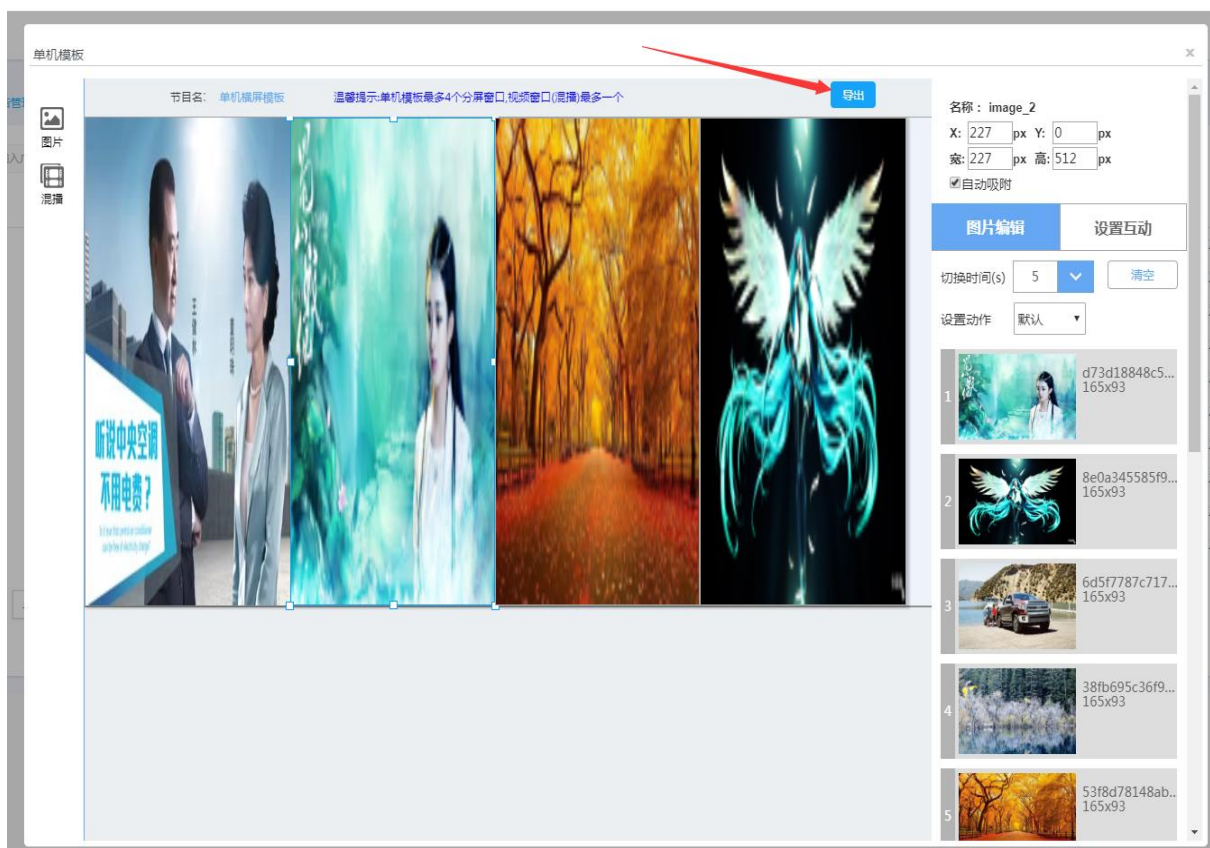 单机模板
x
节目名: 单机横屏模板 温馨提示:单机模板最多4个分屏窗口,视频窗口(混播)最多一个 导出
图片
混播
听说中央空调
不用电费?
名称: image_2
X: 227 px Y: 0 px
宽: 227 px 高: 512 px
自动吸附
图片编辑 设置互动
切换时间(s) 5 清空
设置动作 默认
1 d73d18848c5...
165x93
2 8e0a345585f9...
165x93
3 6d5f7787c717...
165x93
4 38fb695c36f9...
165x93
5 53f8d78148ab...
165x93